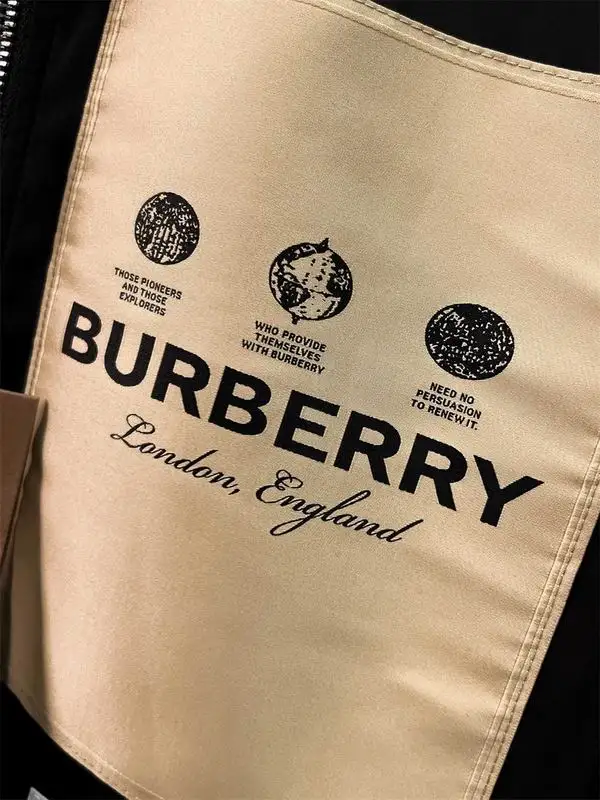 THOSE PIONEERS
AND THOSE
EXPLORERS
WHO PROVIDE
THEMSELVES
WITH BURBERRY
NEED NO
PERSUASION
TO RENEW IT.
BURBERRY
London, England